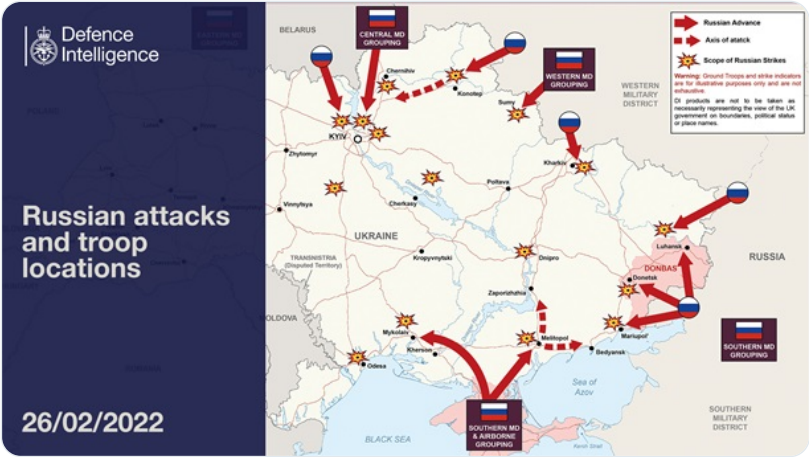 Defence
Intelligence
Russian attacks
and troop
locations
26/02/2022
BELARUS
CENTRAL MD
GROUPING
WESTERN MD
GROUPING
WESTERN
MILITARY
DISTRICT
Russian Advance
Axis of atatck
Scope of Russian Strikes
Warning: Ground Troops and strike indicators
are for illustrative purposes only and are not
exhaustive.
DI products are not to be taken as
necessarily representing the view of the UK
government on boundaries, political status
or place names.
Chernihiv
Konotep
Sumy
KYIV
Zhytomyr
Kharkiv
Poltava
Vinnytsya
Cherkasy
UKRAINE
Luhansk
RUSSIA
TRANSNISTRIA
(Disputed Territory)
Kropyvnytski
Dnipro
DONBAS
Donetsk
Zaporizhzhia
MOLDOVA
Mykolaiv
Melitopol
Mariupol'
Kherson
Bedyansk
SOUTHERN MD
GROUPING
Odesa
Sea of
Azov
SOUTHERN MD
& AIRBORNE
GROUPING
SOUTHERN
MILITARY
DISTRICT
BLACK SEA
Kerch Strait